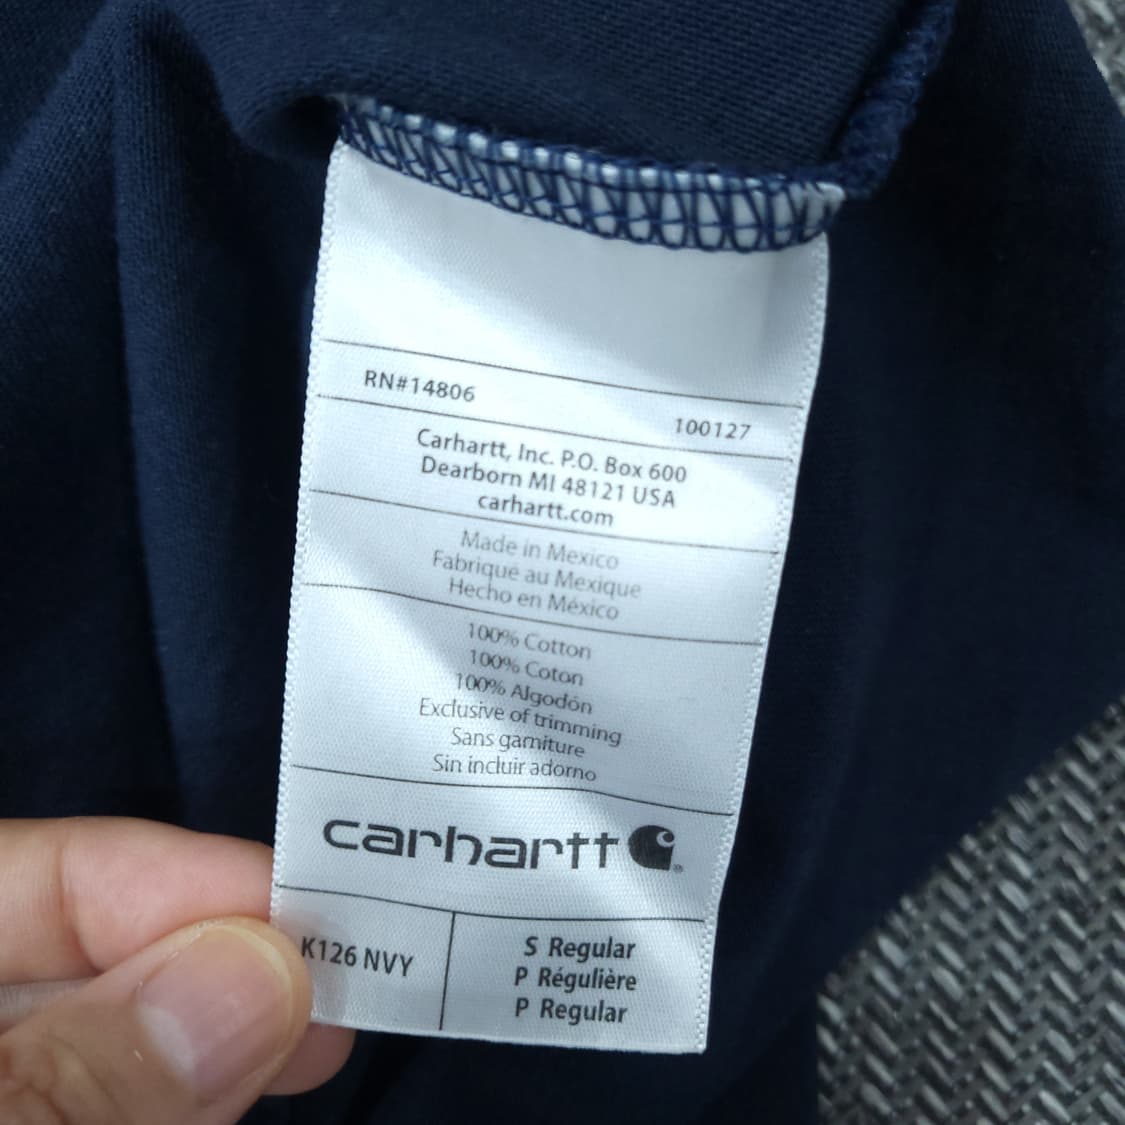 RN#14806
100127
Carhartt, Inc. P.O. Box 600
Dearborn MI 48121 USA
carhartt.com
Made in Mexico
Fabriqué au Mexique
Hecho en México
100% Cotton
100% Coton
100% Algodón
Exclusive of trimming
Sans garniture
Sin incluir adorno
carhartt
K126 NVY
S Regular
P Régulière
P Regular